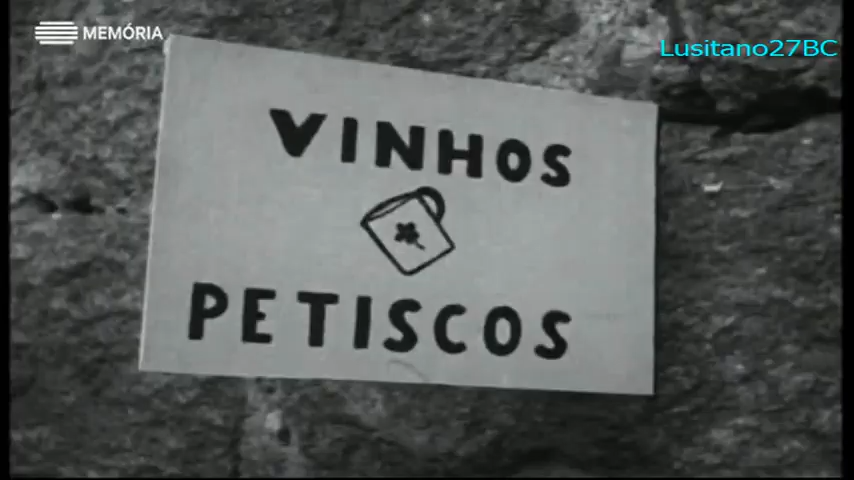 MEMÓRIA
Lusitano27BC
VINHOS
PETISCOS